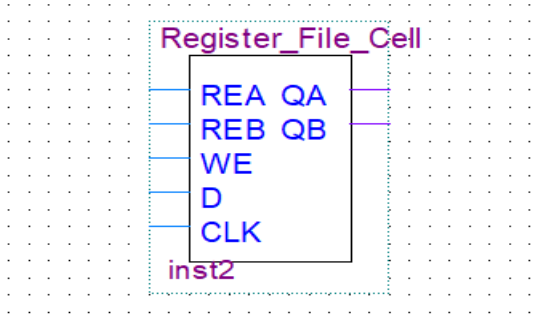 Register_File_Cell
REA QA
REB QB
WE
D
CLK
inst2